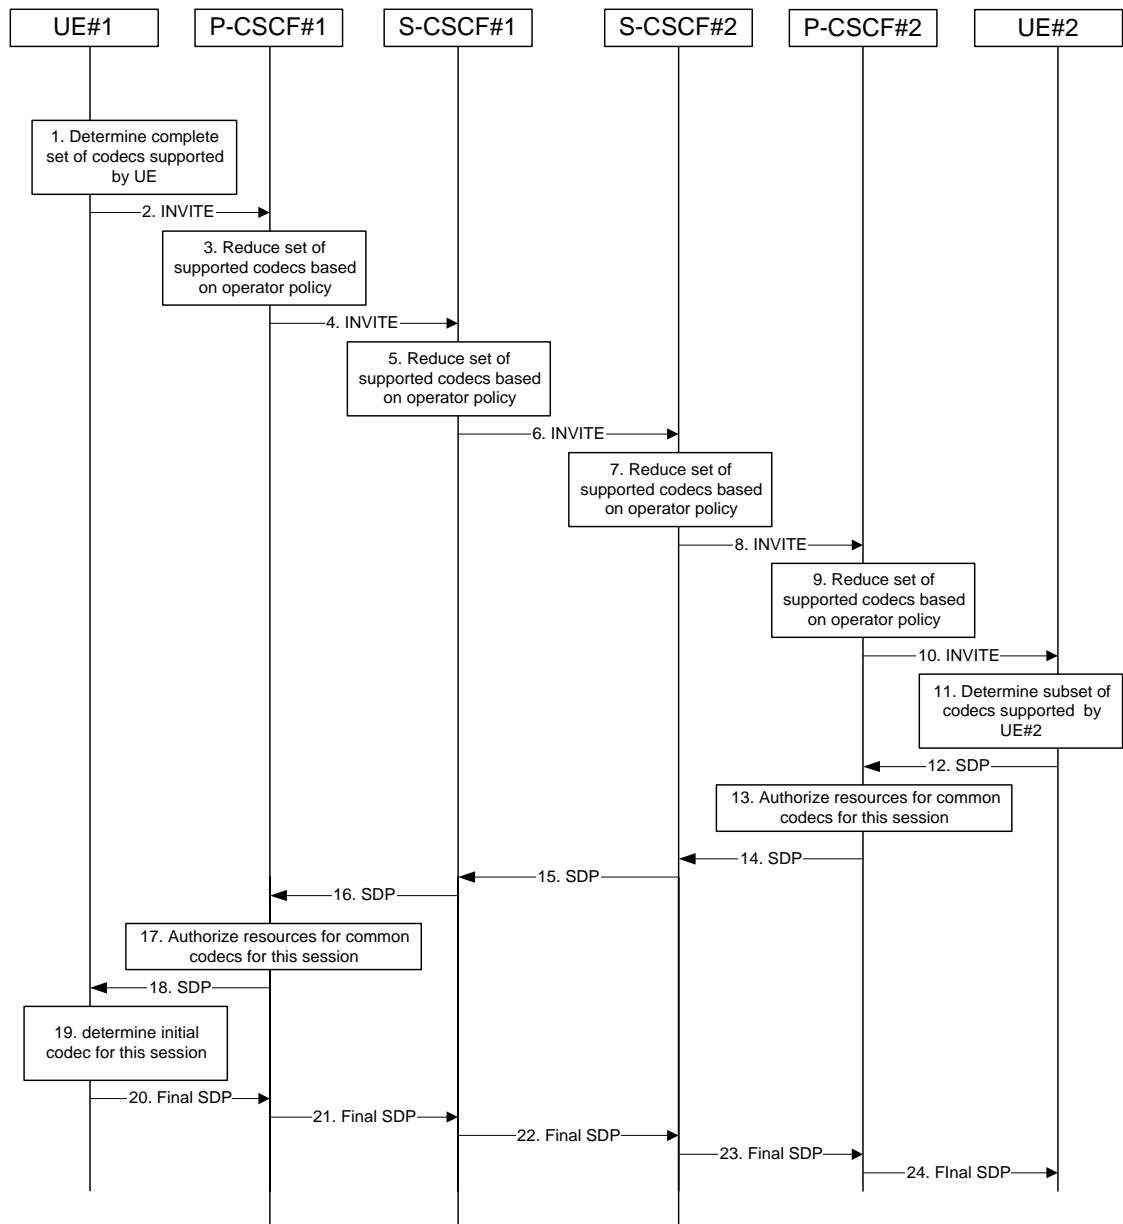 UE#1
P-CSCF#1
S-CSCF#1
S-CSCF#2
P-CSCF#2
UE#2
1. Determine complete
set of codecs supported
by UE
2. INVITE
3. Reduce set of
supported codecs based
on operator policy
4. INVITE
5. Reduce set of
supported codecs based
on operator policy
6. INVITE
7. Reduce set of
supported codecs based
on operator policy
8. INVITE
9. Reduce set of
supported codecs based
on operator policy
10. INVITE
11. Determine subset of
codecs supported by
UE#2
12. SDP
13. Authorize resources for common
codecs for this session
14. SDP
15. SDP
16. SDP
17. Authorize resources for common
codecs for this session
18. SDP
19. determine initial
codec for this session
20. Final SDP
21. Final SDP
22. Final SDP
23. Final SDP
24. FInal SDP